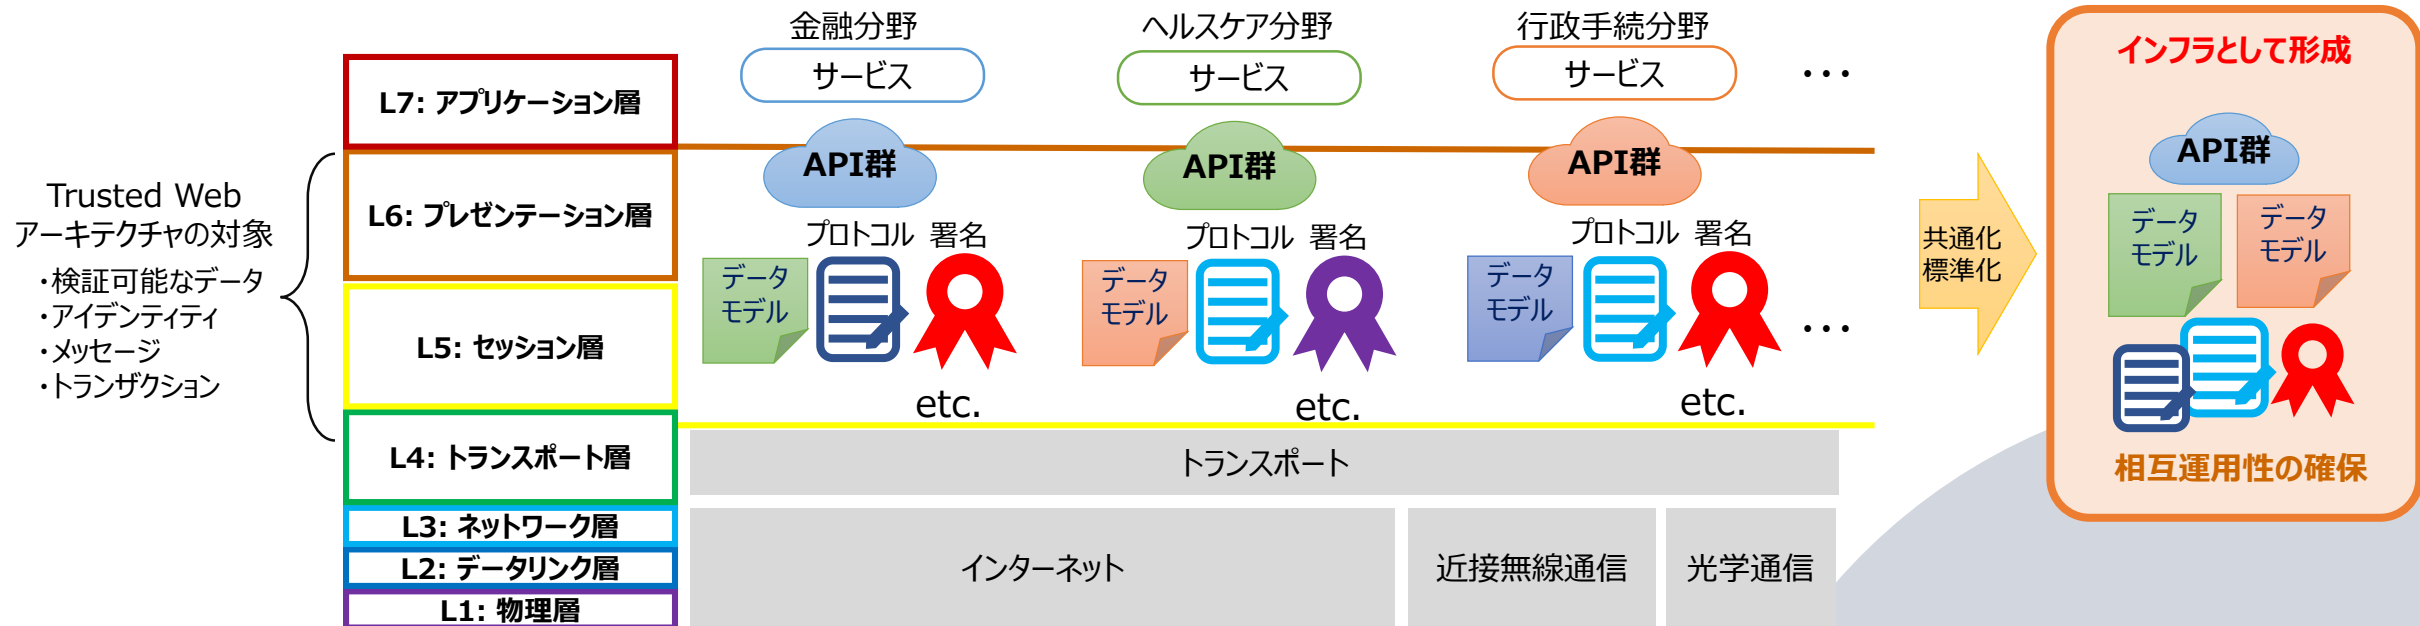 Trusted Web
アーキテクチャの対象
・検証可能なデータ
・アイデンティティ
・メッセージ
・トランザクション
L7: アプリケーション層
L6: プレゼンテーション層
L5: セッション層
L4: トランスポート層
L3: ネットワーク層
L2: データリンク層
L1: 物理層
金融分野
サービス
API群
プロトコル 署名
データ
モデル
etc.
ヘルスケア分野
サービス
API群
プロトコル 署名
データ
モデル
etc.
行政手続分野
サービス
API群
プロトコル 署名
データ
モデル
etc.
・・・
・・・
トランスポート
インターネット
近接無線通信
光学通信
共通化
標準化
インフラとして形成
API群
データ
モデル
データ
モデル
相互運用性の確保